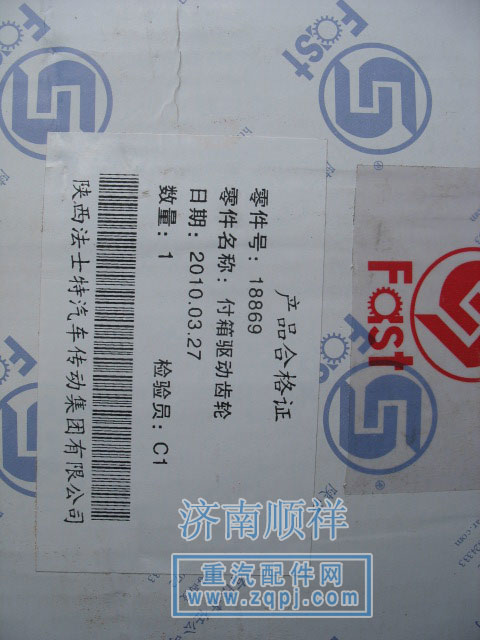 产品合格证
零件号：18869
零件名称：付箱驱动齿轮
日期：2010.03.27
数量：1 检验员：C1
陕西法士特汽车传动集团有限公司
Fast
Fast
济南顺祥
重汽配件网
www.zqpj.com